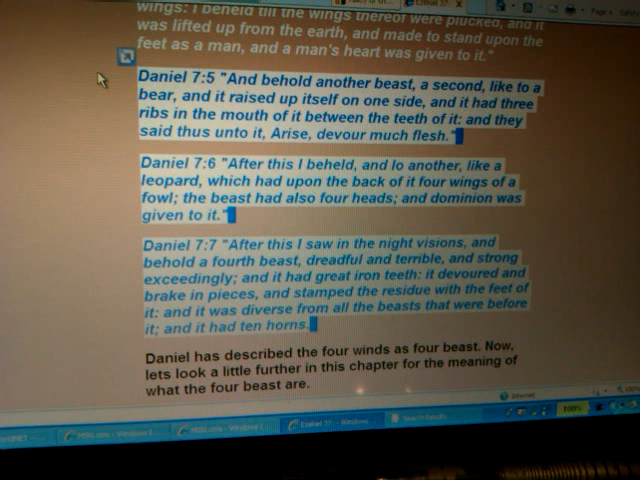 wings: I beheld till the wings thereof were plucked, and it
was lifted up from the earth, and made to stand upon the
feet as a man, and a man's heart was given to it."
Daniel 7:5 "And behold another beast, a second, like to a
bear, and it raised up itself on one side, and it had three
ribs in the mouth of it between the teeth of it: and they
said thus unto it, Arise, devour much flesh."
Daniel 7:6 "After this I beheld, and lo another, like a
leopard, which had upon the back of it four wings of a
fowl; the beast had also four heads; and dominion was
given to it."
Daniel 7:7 "After this I saw in the night visions, and
behold a fourth beast, dreadful and terrible, and strong
exceedingly; and it had great iron teeth: it devoured and
brake in pieces, and stamped the residue with the feet of
it: and it was diverse from all the beasts that were before
it; and it had ten horns.
Daniel has described the four winds as four beast. Now,
lets look a little further in this chapter for the meaning of
what the four beast are.
Internet
100%
Ezekiel 37 - Windows
Search Results
100%